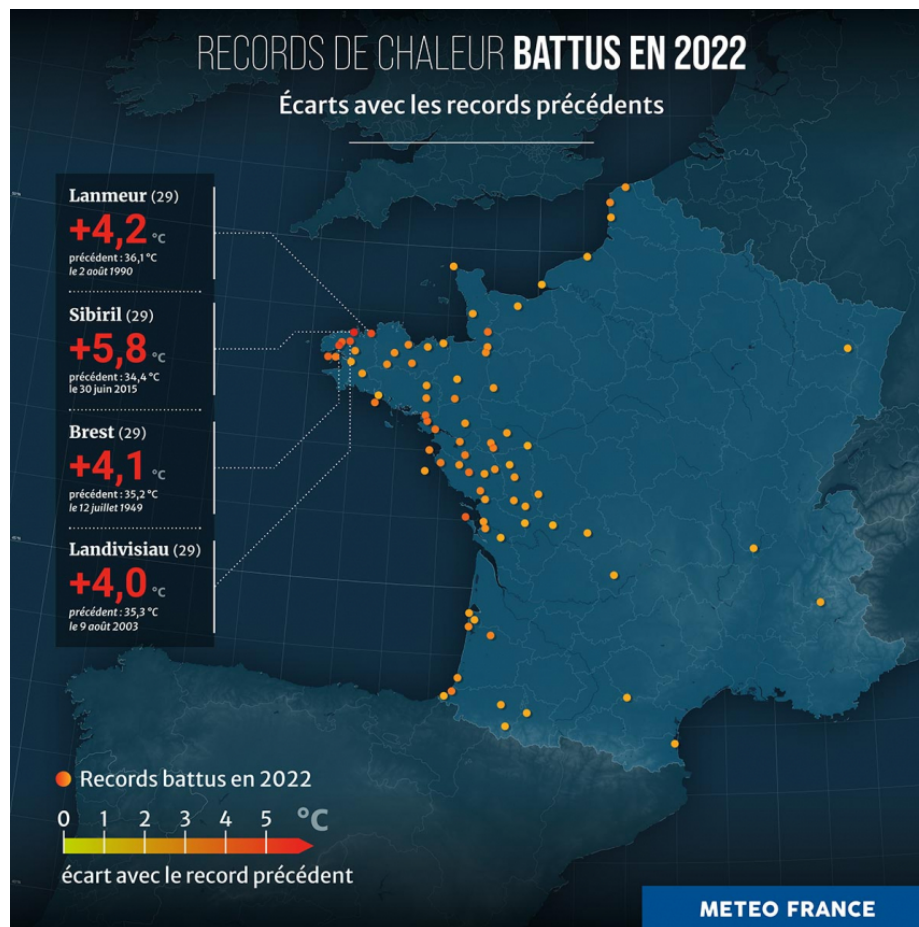 RECORDS DE CHALEUR BATTUS EN 2022
Écarts avec les records précédents
Lanmeur (29)
+4,2 °C
précédent : 36,1 °C
le 2 août 1990
Sibiril (29)
+5,8 °C
précédent : 34,4 °C
le 30 juin 2015
Brest (29)
+4,1 °C
précédent : 35,2 °C
le 12 juillet 1949
Landivisiau (29)
+4,0 °C
précédent : 35,3 °C
le 9 août 2003
Records battus en 2022
0 1 2 3 4 5 °C
écart avec le record précédent
METEO FRANCE